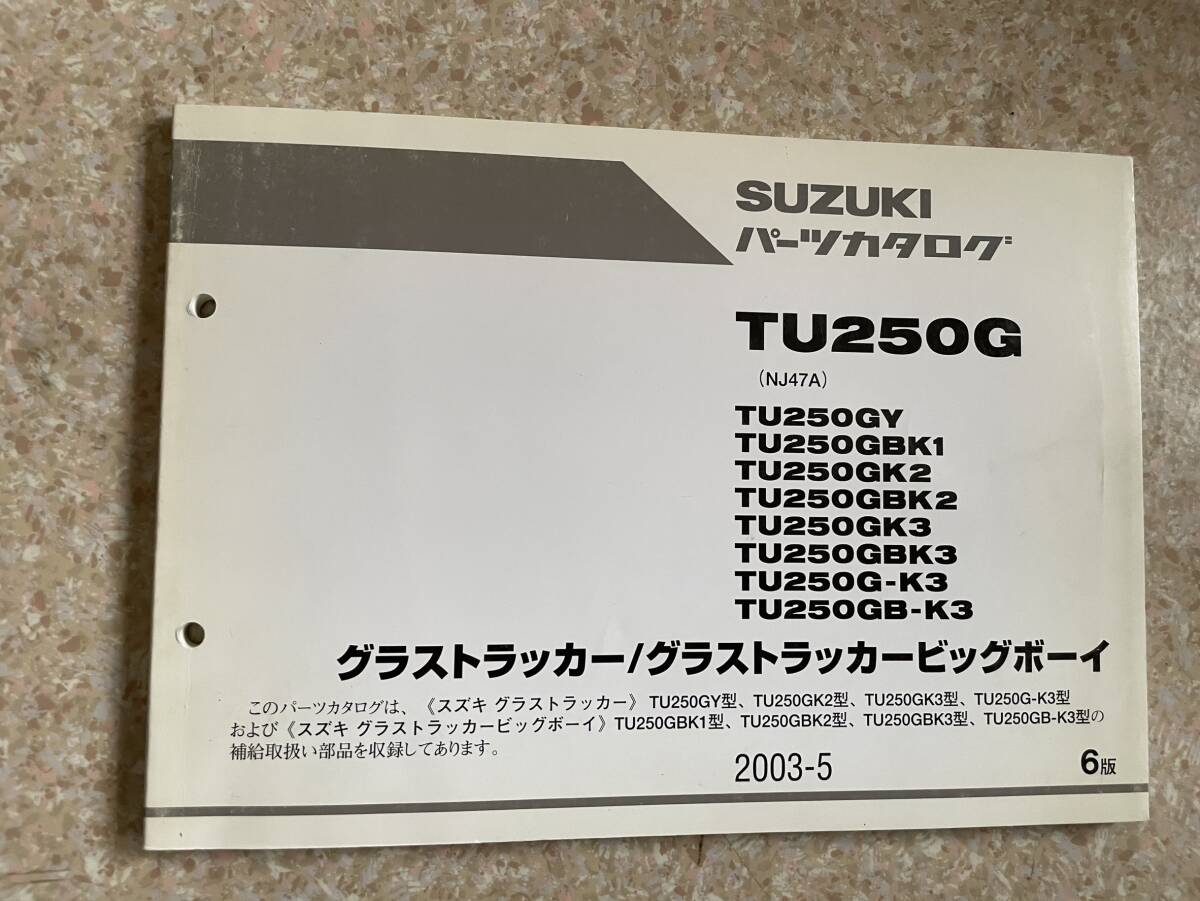 SUZUKI
パーツカタログ
TU250G
(NJ47A)
TU250GY
TU250GBK1
TU250GK2
TU250GBK2
TU250GK3
TU250GBK3
TU250G-K3
TU250GB-K3
グラストラッカー/グラストラッカービッグボーイ
このパーツカタログは、《スズキ グラストラッカー》 TU250GY型、TU250GK2型、TU250GK3型、TU250G-K3型
および《スズキ グラストラッカービッグボーイ》TU250GBK1型、TU250GBK2型、TU250GBK3型、TU250GB-K3型の
補給取扱い部品を収録してあります。
2003-5 6版